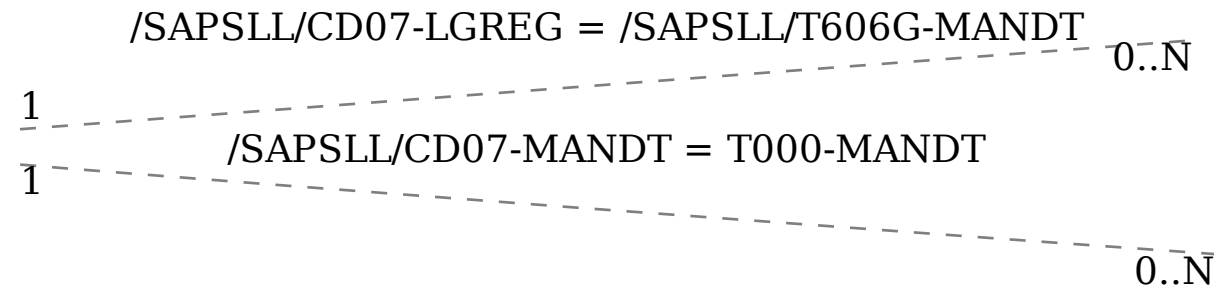 /SAPSLL/CD07-LGREG = /SAPSLL/T606G-MANDT
0..N
1
/SAPSLL/CD07-MANDT = T000-MANDT
1
0..N